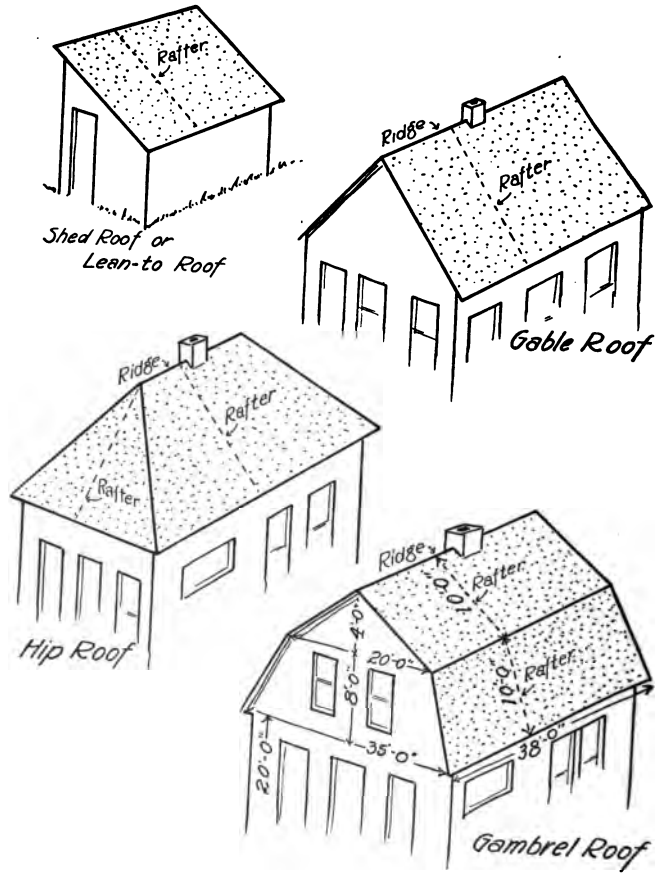 Rafter
Shed Roof or
Lean-to Roof
Ridge
Rafter
Gable Roof
Ridge
Rafter
Rafter
Hip Roof
Ridge
Rafter
10'-0"
4'-0"
20'-0"
8'-0"
Rafter
10'-0"
35'-0"
38'-0"
20'-0"
Gambrel Roof